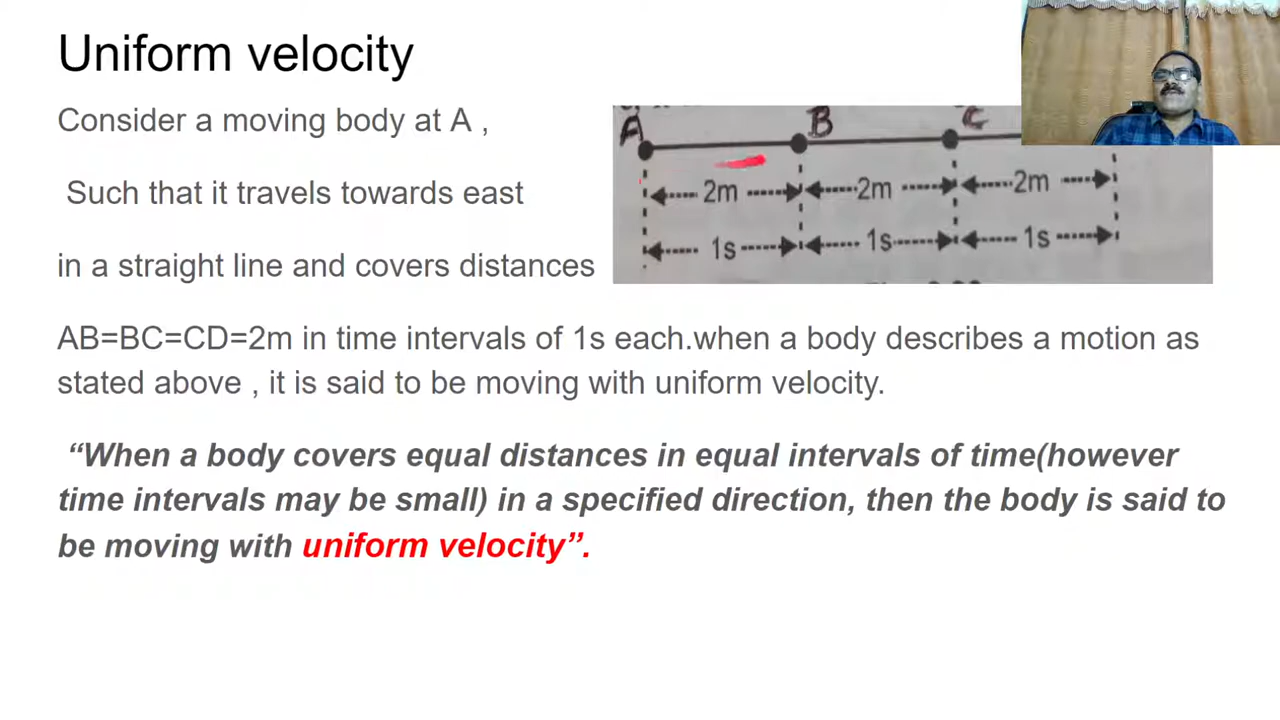 Uniform velocity
Consider a moving body at A ,
Such that it travels towards east
in a straight line and covers distances
A B C
2m 2m 2m
1s 1s 1s
AB=BC=CD=2m in time intervals of 1s each.when a body describes a motion as
stated above , it is said to be moving with uniform velocity.
“When a body covers equal distances in equal intervals of time(however
time intervals may be small) in a specified direction, then the body is said to
be moving with uniform velocity”.